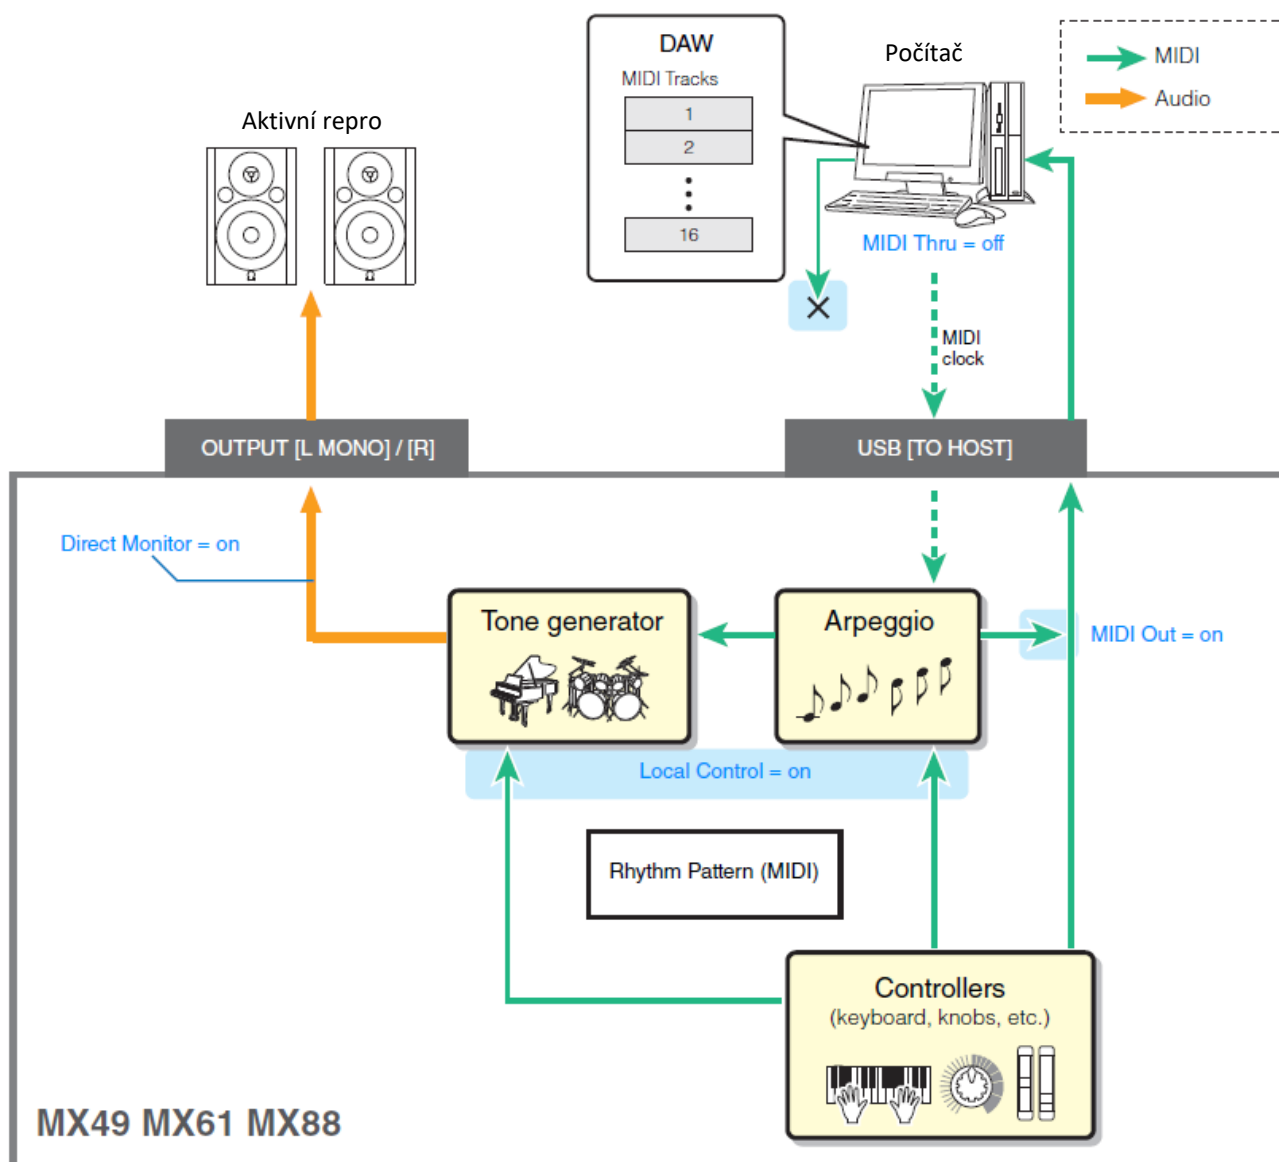 DAW
MIDI Tracks
1
2
16
Počítač
MIDI
Audio
Aktivní repro
MIDI Thru = off
MIDI
clock
OUTPUT [L MONO] / [R]
USB [TO HOST]
Direct Monitor = on
Tone generator
Arpeggio
MIDI Out = on
Local Control = on
Rhythm Pattern (MIDI)
Controllers
(keyboard, knobs, etc.)
MX49 MX61 MX88